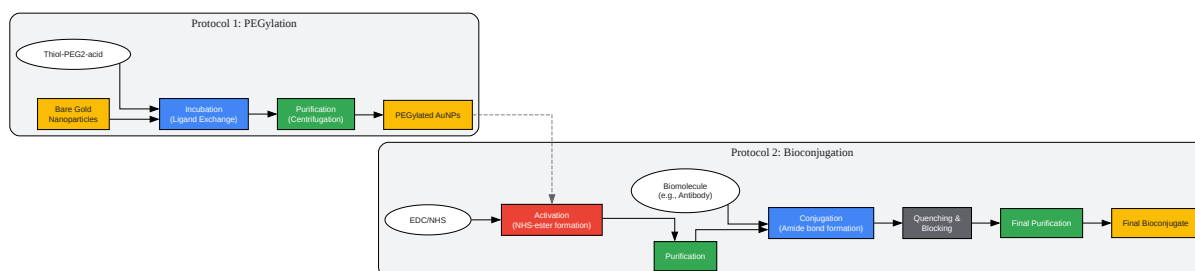 Protocol 1: PEGylation
Thiol-PEG2-acid
Bare Gold
Nanoparticles
Incubation
(Ligand Exchange)
Purification
(Centrifugation)
PEGylated AuNPs
Protocol 2: Bioconjugation
Biomolecule
(e.g., Antibody)
EDC/NHS
Activation
(NHS-ester formation)
Purification
Conjugation
(Amide bond formation)
Quenching &
Blocking
Final Purification
Final Bioconjugate